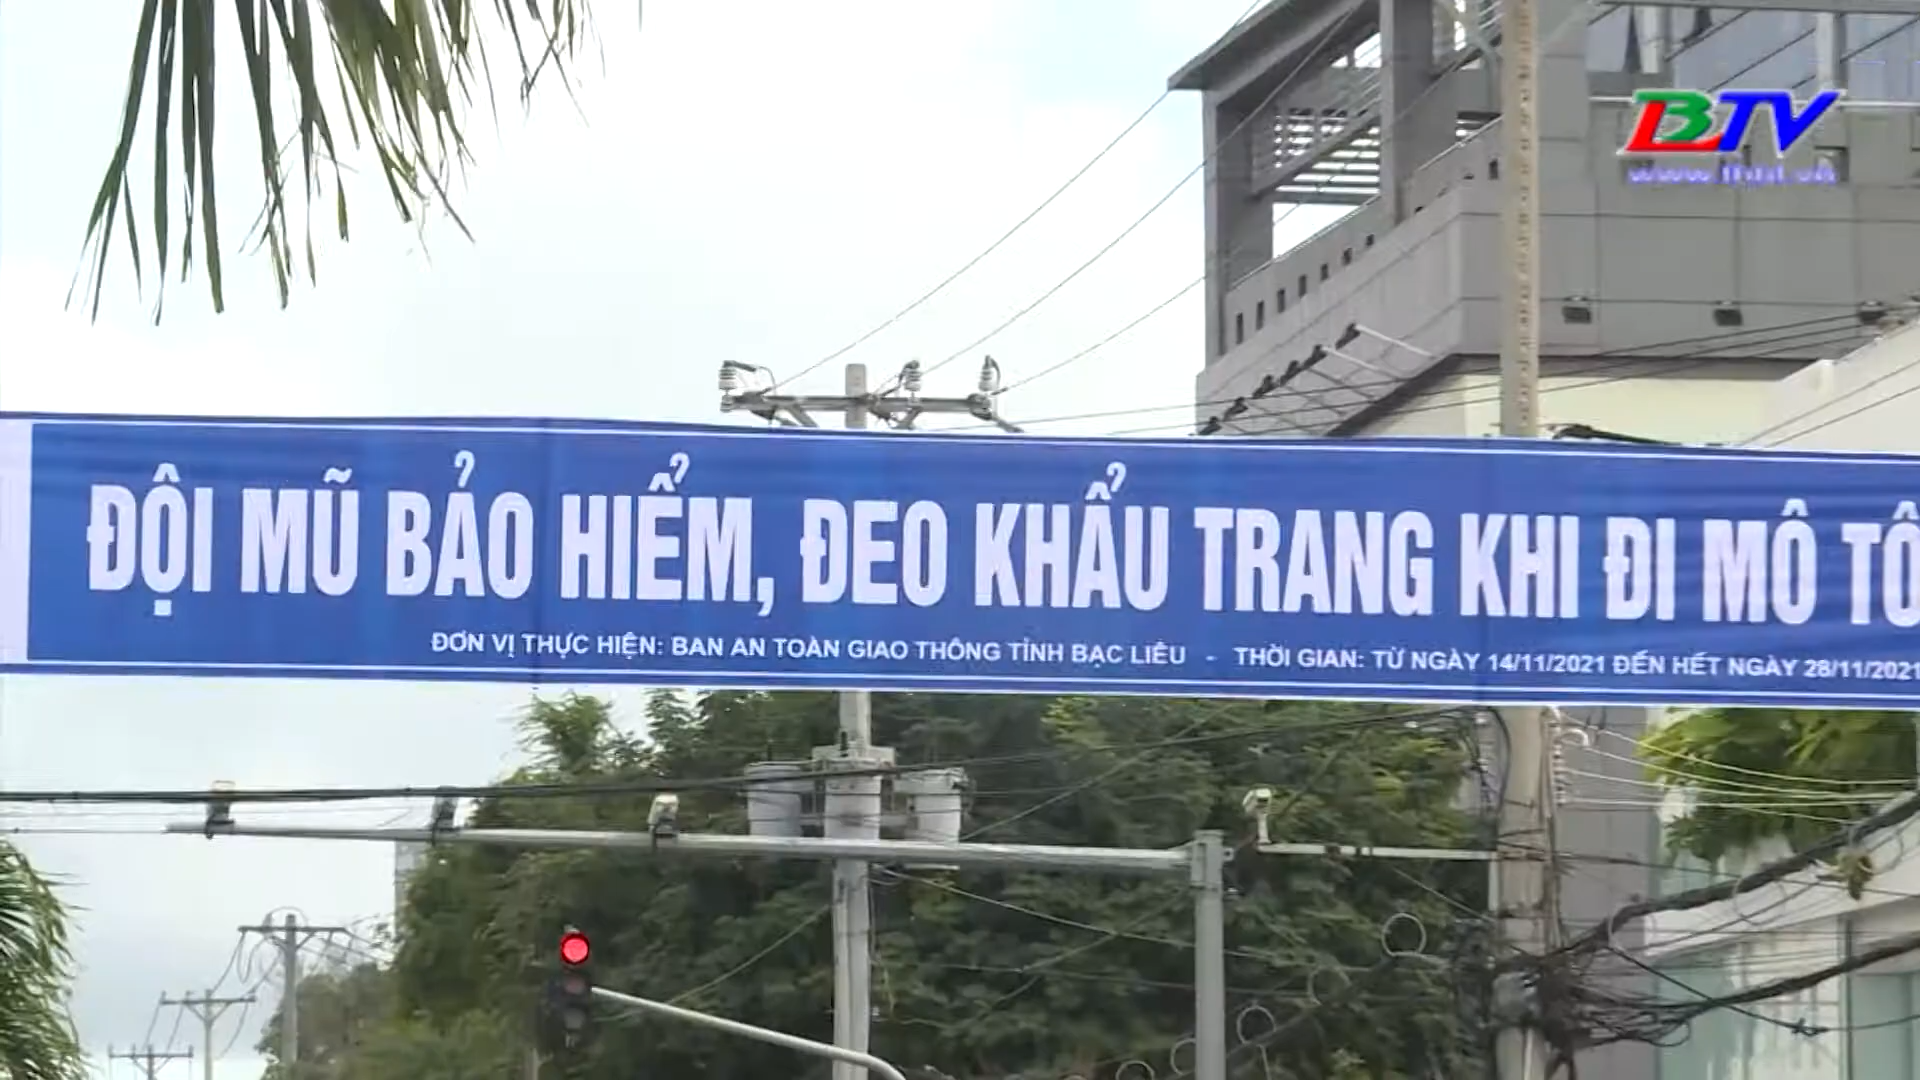 BTV
ĐỘI MŨ BẢO HIỂM, ĐEO KHẨU TRANG KHI ĐI MÔ TÔ
ĐƠN VỊ THỰC HIỆN: BAN AN TOÀN GIAO THÔNG TỈNH BẠC LIÊU - THỜI GIAN: TỪ NGÀY 14/11/2021 ĐẾN HẾT NGÀY 28/11/2021